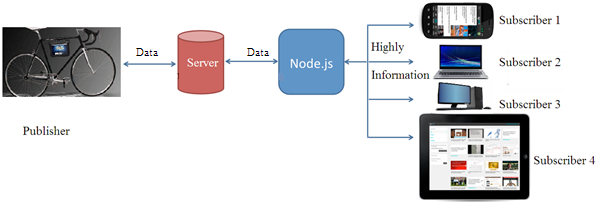 Publisher
Data
Server
Data
Node.js
Highly
Information
Subscriber 1
Subscriber 2
Subscriber 3
Subscriber 4